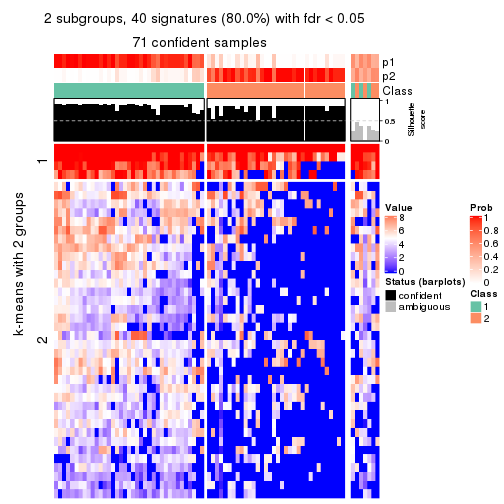 2 subgroups, 40 signatures (80.0%) with fdr < 0.05
71 confident samples
p1
p2
Class
1
0.5
0
Silhouette
score
k-means with 2 groups
1
2
Value
8
6
4
2
0
Status (barplots)
confident
ambiguous
Prob
1
0.8
0.6
0.4
0.2
0
Class
1
2